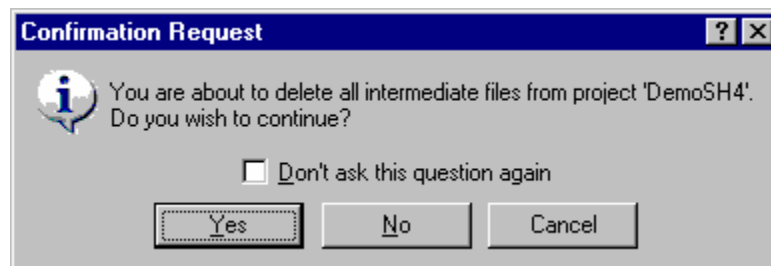 Confirmation Request
You are about to delete all intermediate files from project 'DemoSH4'.
Do you wish to continue?
Don't ask this question again
Yes No Cancel